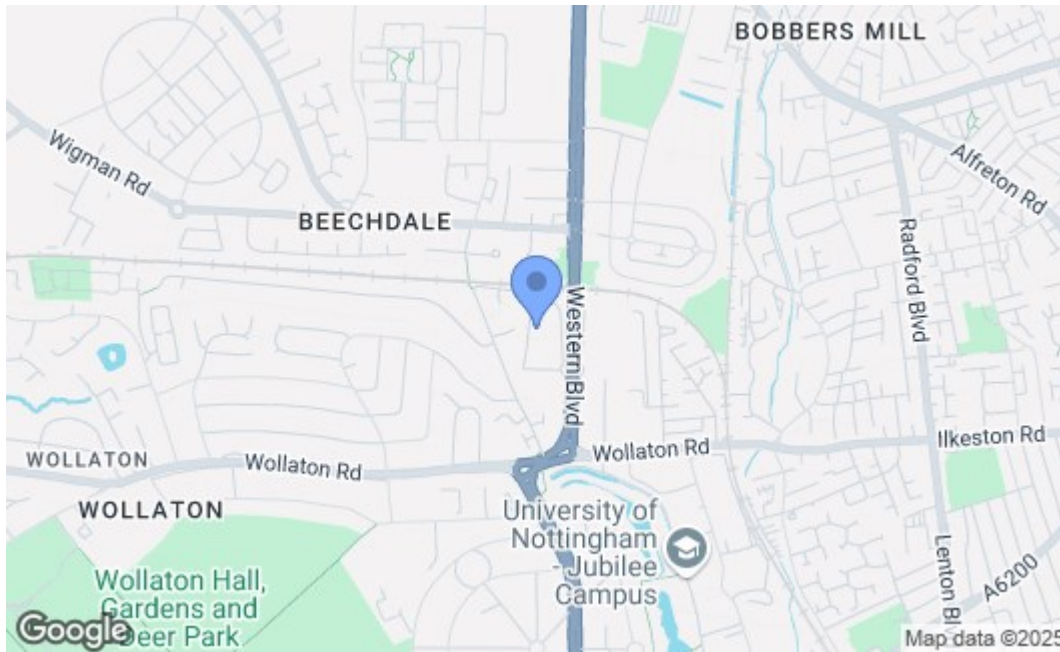 BOBBERS MILL
Wigman Rd
Alfreton Rd
BEECHDALE
Radford Blvd
Western Blvd
Ilkeston Rd
Wollaton Rd
WOLLATON
Wollaton Rd
WOLLATON
University of
Nottingham
- Jubilee
Campus
Lenton Bl
A6200
Wollaton Hall,
Gardens and
Deer Park
Google
Map data ©2025